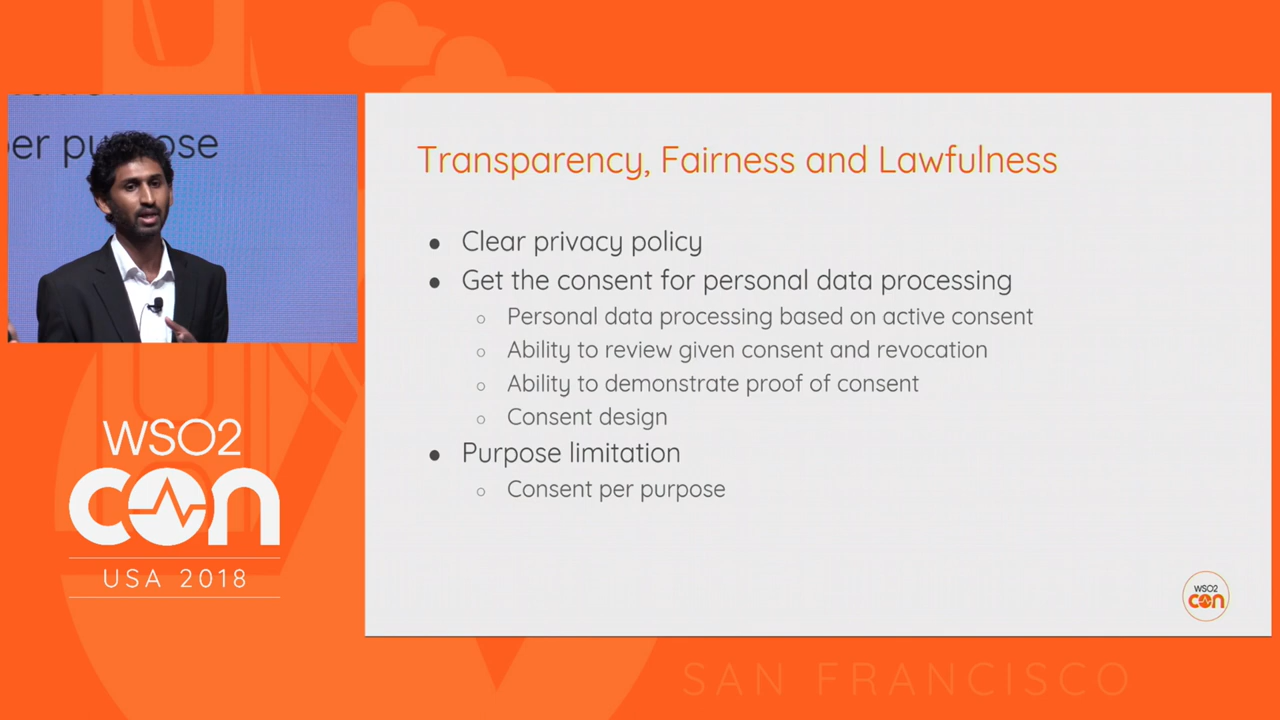 er purpose
Transparency, Fairness and Lawfulness
● Clear privacy policy
● Get the consent for personal data processing
○ Personal data processing based on active consent
○ Ability to review given consent and revocation
○ Ability to demonstrate proof of consent
○ Consent design
● Purpose limitation
○ Consent per purpose
WSO2
con
USA 2018
WSO2
con
SAN FRANCISCO